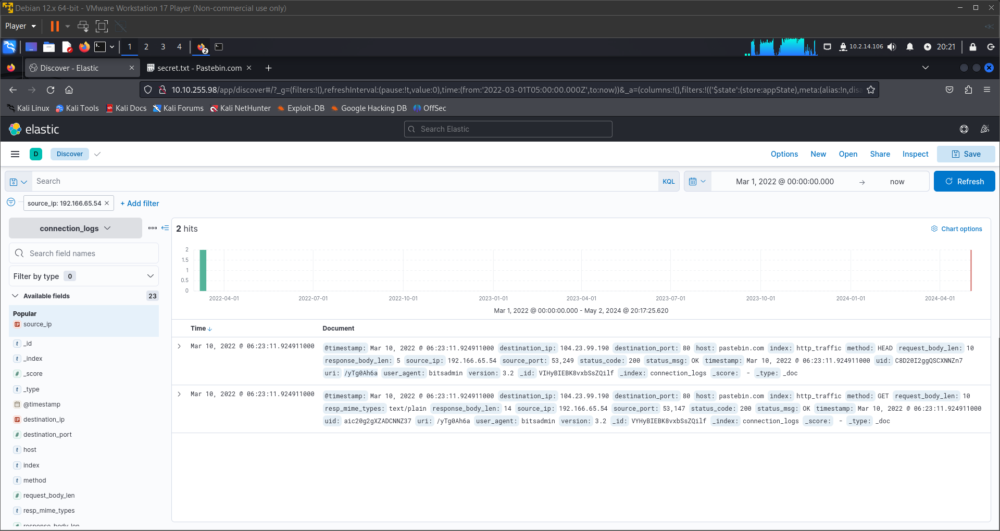 Debian 12.x 64-bit - VMware Workstation 17 Player (Non-commercial use only)
Player
1 2 3 4 2 10.2.14.106 20:21
Discover - Elastic secret.txt - Pastebin.com
10.10.255.98/app/discover#/?_g=(filters:!(),refreshInterval:(pause:!t,value:0),time:(from:'2022-03-01T05:00:00.000Z',to:now))&_a=(columns:!(),filters:!(('$state':(store:appState),meta:(alias:!n,disa
Kali Linux Kali Tools Kali Docs Kali Forums Kali NetHunter Exploit-DB Google Hacking DB OffSec
elastic Search Elastic
D Discover Options New Open Share Inspect Save
Search KQL Mar 1, 2022 @ 00:00:00.000 → now Refresh
source_ip: 192.166.65.54 + Add filter
connection_logs
2 hits Chart options
Search field names
Filter by type 0
Available fields 23
Popular
source_ip
_id
_index
_score
_type
@timestamp
destination_ip
destination_port
host
index
method
request_body_len
resp_mime_types
response_body_len
2
1.5
1
0.5
0
2022-04-01 2022-07-01 2022-10-01 2023-01-01 2023-04-01 2023-07-01 2023-10-01 2024-01-01 2024-04-01
Mar 1, 2022 @ 00:00:00.000 - May 2, 2024 @ 20:17:25.620
Time Document
Mar 10, 2022 @ 06:23:11.924911000 @timestamp: Mar 10, 2022 @ 06:23:11.924911000 destination_ip: 104.23.99.190 destination_port: 80 host: pastebin.com index: http_traffic method: HEAD request_body_len: 10
response_body_len: 5 source_ip: 192.166.65.54 source_port: 53,249 status_code: 200 status_msg: OK timestamp: Mar 10, 2022 @ 06:23:11.924911000 uid: C8D20I2ggQSCXNNZn7
uri: /yTg0Ah6a user_agent: bitsadmin version: 3.2 _id: VIHyBIEBK8vxbSsZQilf _index: connection_logs _score: - _type: _doc
Mar 10, 2022 @ 06:23:11.924911000 @timestamp: Mar 10, 2022 @ 06:23:11.924911000 destination_ip: 104.23.99.190 destination_port: 80 host: pastebin.com index: http_traffic method: GET request_body_len: 10
resp_mime_types: text/plain response_body_len: 14 source_ip: 192.166.65.54 source_port: 53,147 status_code: 200 status_msg: OK timestamp: Mar 10, 2022 @ 06:23:11.924911000
uid: aic20g2gXZADCNNZ37 uri: /yTg0Ah6a user_agent: bitsadmin version: 3.2 _id: VYHyBIEBK8vxbSsZQilf _index: connection_logs _score: - _type: _doc